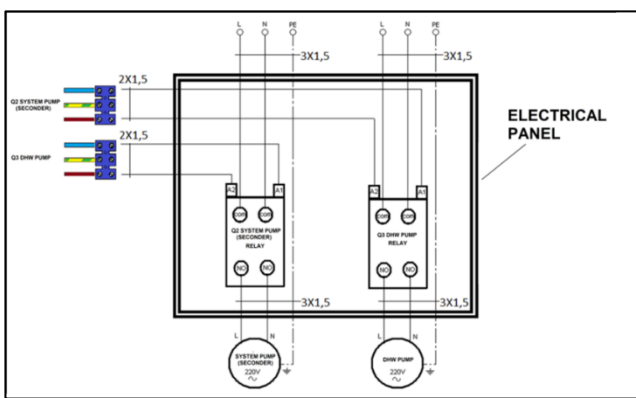 L N PE
L N PE
3X1,5
3X1,5
2X1,5
Q2 SYSTEM PUMP
(SECONDER)
2X1,5
Q3 DHW PUMP
ELECTRICAL
PANEL
A2 A1
A2 A1
com com
com com
Q2 SYSTEM PUMP
(SECONDER)
RELAY
Q3 DHW PUMP
RELAY
NO NO
NO NO
3X1,5
3X1,5
L N
L N
SYSTEM PUMP
(SECONDER)
220V
DHW PUMP
220V